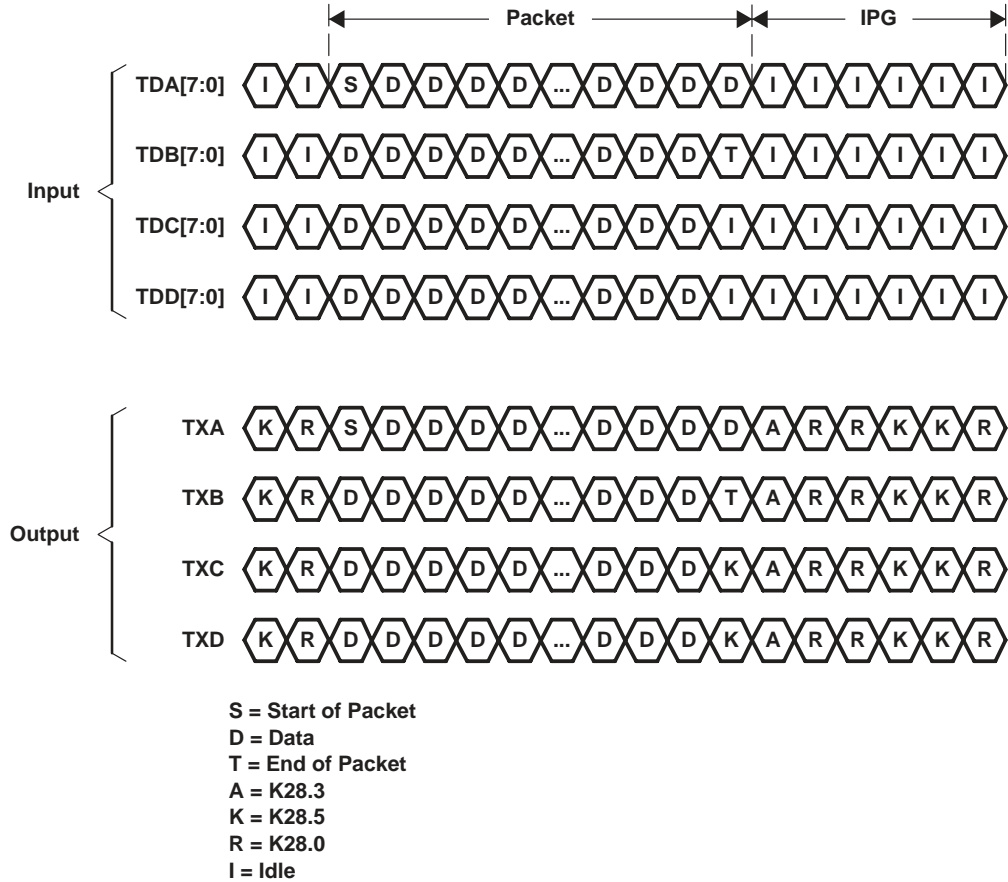 Packet IPG
TDA[7:0] I I S D D D D ... D D D D I I I I I I
TDB[7:0] I I D D D D D ... D D D T I I I I I I
Input
TDC[7:0] I I D D D D D ... D D D I I I I I I I
TDD[7:0] I I D D D D D ... D D D I I I I I I I
TXA K R S D D D D ... D D D D A R R K K R
TXB K R D D D D D ... D D D T A R R K K R
Output
TXC K R D D D D D ... D D D K A R R K K R
TXD K R D D D D D ... D D D K A R R K K R
S = Start of Packet
D = Data
T = End of Packet
A = K28.3
K = K28.5
R = K28.0
I = Idle